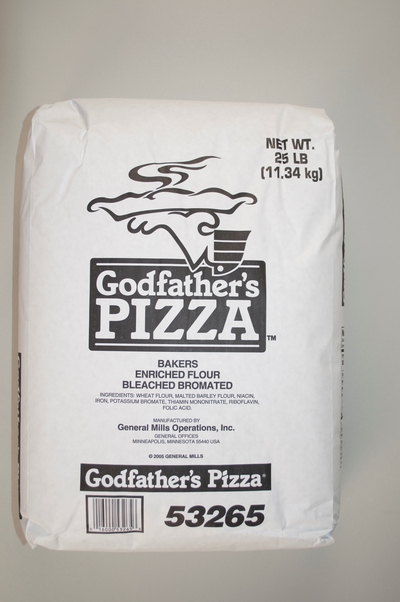 NET WT.
25 LB
(11.34 kg)
Godfather's
PIZZA™
BAKERS
ENRICHED FLOUR
BLEACHED BROMATED
INGREDIENTS: WHEAT FLOUR, MALTED BARLEY FLOUR, NIACIN,
IRON, POTASSIUM BROMATE, THIAMIN MONONITRATE, RIBOFLAVIN,
FOLIC ACID.
MANUFACTURED BY
General Mills Operations, Inc.
GENERAL OFFICES
MINNEAPOLIS, MINNESOTA 55440 USA
© 2005 GENERAL MILLS
Godfather's Pizza®
53265